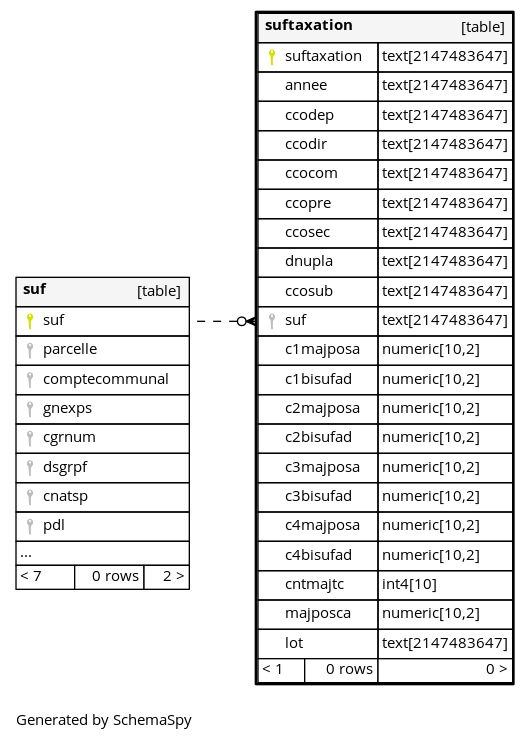 suftaxation [table]
suftaxation text[2147483647]
annee text[2147483647]
ccodep text[2147483647]
ccodir text[2147483647]
ccocom text[2147483647]
ccopre text[2147483647]
ccosec text[2147483647]
dnupla text[2147483647]
ccosub text[2147483647]
suf text[2147483647]
c1majposa numeric[10,2]
c1bisufad numeric[10,2]
c2majposa numeric[10,2]
c2bisufad numeric[10,2]
c3majposa numeric[10,2]
c3bisufad numeric[10,2]
c4majposa numeric[10,2]
c4bisufad numeric[10,2]
cntmajtc int4[10]
majposca numeric[10,2]
lot text[2147483647]
< 1 0 rows 0 >
suf [table]
suf
parcelle
comptecommunal
gnexps
cgrnum
dsgrpf
cnatsp
pdl
...
< 7 0 rows 2 >
Generated by SchemaSpy